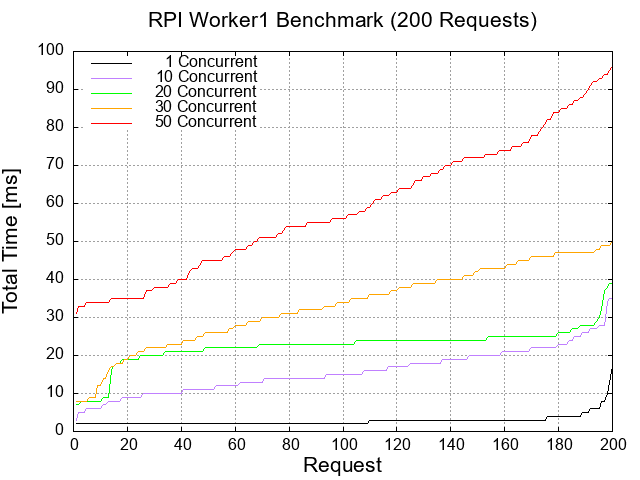 RPI Worker1 Benchmark (200 Requests)
1 Concurrent
10 Concurrent
20 Concurrent
30 Concurrent
50 Concurrent
100
90
80
70
60
50
40
30
20
10
0
Total Time [ms]
0 20 40 60 80 100 120 140 160 180 200
Request